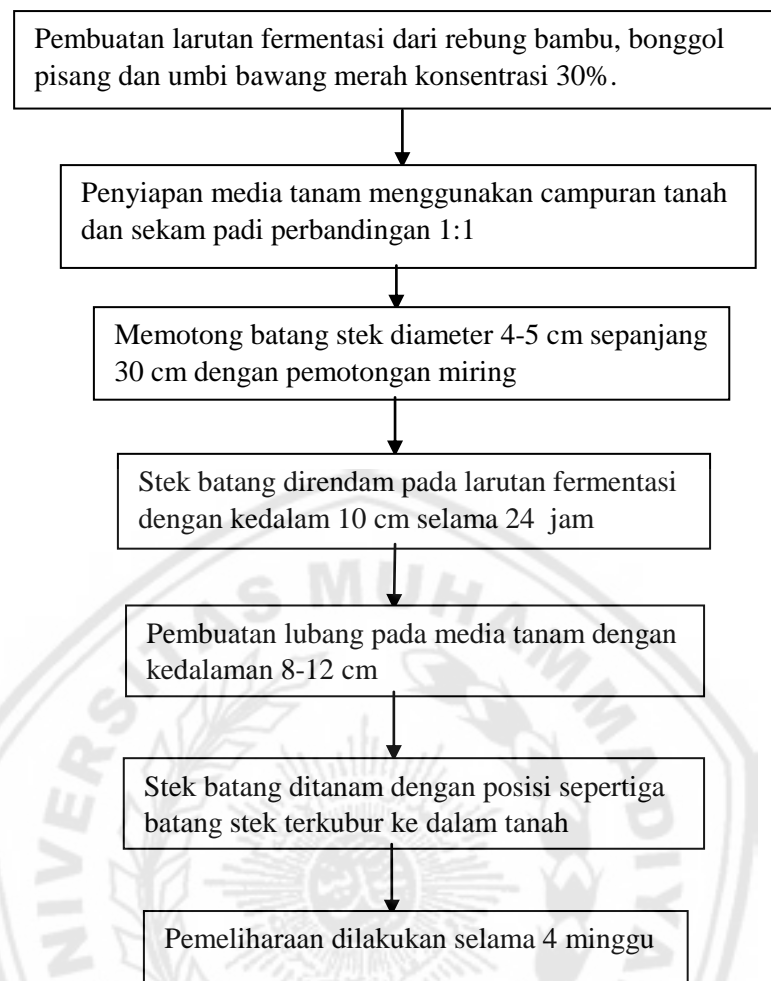 Pembuatan larutan fermentasi dari rebung bambu, bonggol
pisang dan umbi bawang merah konsentrasi 30%.
Penyiapan media tanam menggunakan campuran tanah
dan sekam padi perbandingan 1:1
Memotong batang stek diameter 4-5 cm sepanjang
30 cm dengan pemotongan miring
Stek batang direndam pada larutan fermentasi
dengan kedalam 10 cm selama 24 jam
Pembuatan lubang pada media tanam dengan
kedalaman 8-12 cm
Stek batang ditanam dengan posisi sepertiga
batang stek terkubur ke dalam tanah
Pemeliharaan dilakukan selama 4 minggu
NIVERSITAS MUHAMMADIYA